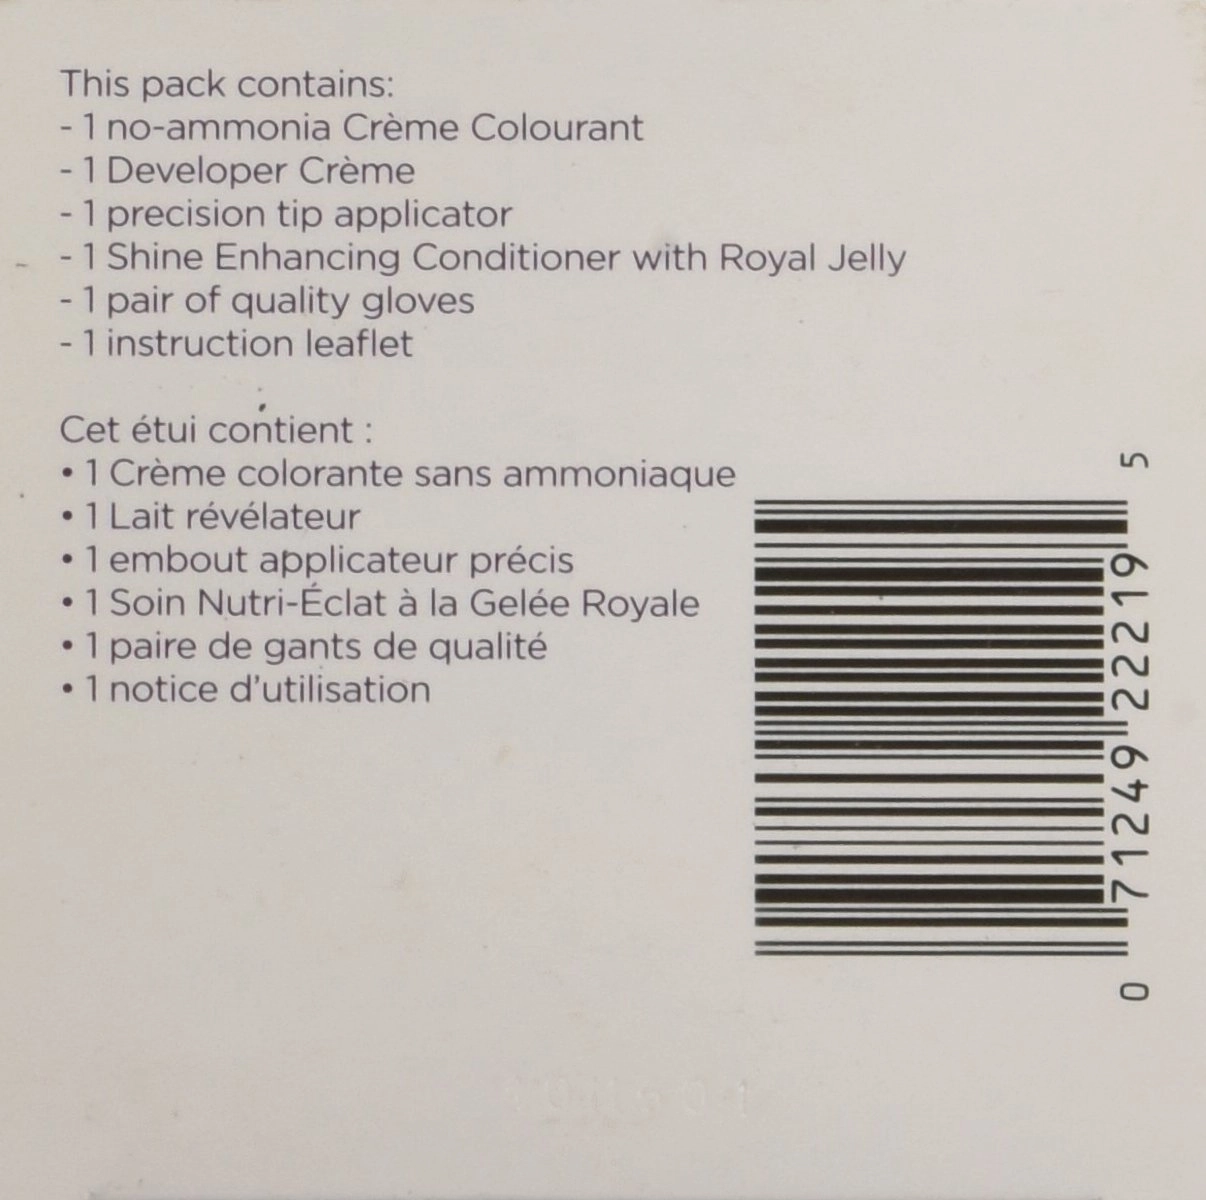 This pack contains:
- 1 no-ammonia Crème Colourant
- 1 Developer Crème
- 1 precision tip applicator
- 1 Shine Enhancing Conditioner with Royal Jelly
- 1 pair of quality gloves
- 1 instruction leaflet
Cet étui contient :
• 1 Crème colorante sans ammoniaque
• 1 Lait révélateur
• 1 embout applicateur précis
• 1 Soin Nutri-Éclat à la Gelée Royale
• 1 paire de gants de qualité
• 1 notice d'utilisation
0 71249 22219 5